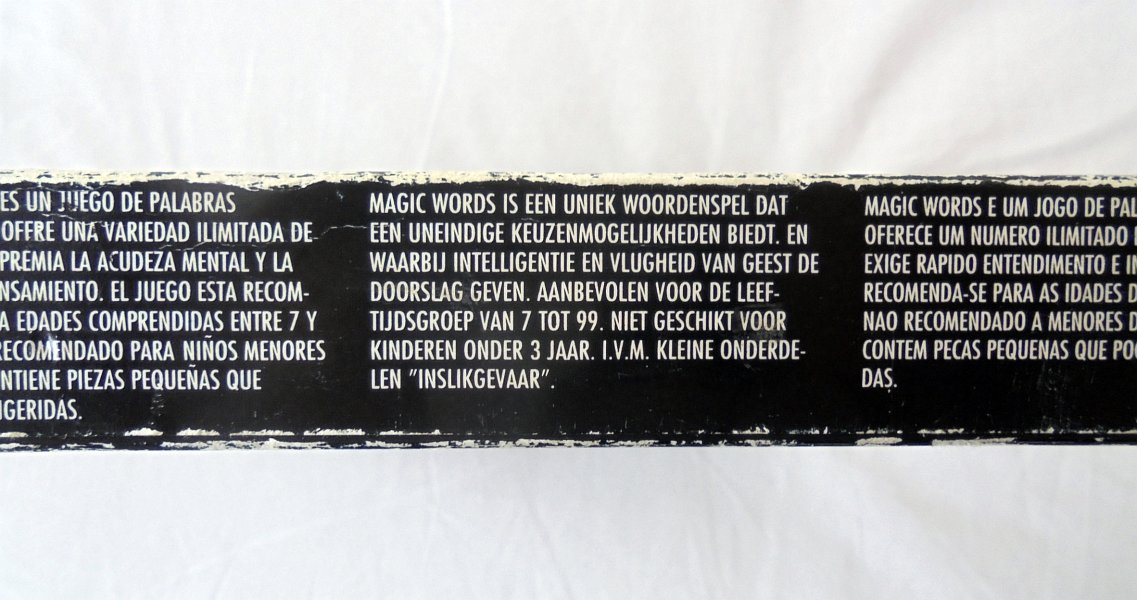 ES UN JUEGO DE PALABRAS
OFERE UNA VARIEDAD ILIMITADA DE
PREMIA LA ACUDEZA MENTAL Y LA
NSAMIENTO. EL JUEGO ESTA RECOM-
A EDADES COMPRENDIDAS ENTRE 7 Y
RECOMENDADO PARA NIÑOS MENORES
NTIENE PIEZAS PEQUEÑAS QUE
GERIDAS.
MAGIC WORDS IS EEN UNIEK WOORDENSPEL DAT
EEN UNEINDIGE KEUZENMOGELIJKHEDEN BIEDT. EN
WAARBIJ INTELLIGENTIE EN VLUGHEID VAN GEEST DE
DOORSLAG GEVEN. AANBEVOLEN VOOR DE LEEF-
TIJDSGROEP VAN 7 TOT 99. NIET GESCHIKT VOOR
KINDEREN ONDER 3 JAAR. I.V.M. KLEINE ONDERDE-
LEN "INSLIKGEVAAR".
MAGIC WORDS E UM JOGO DE PAL
OFERECE UM NUMERO ILIMITADO
EXIGE RAPIDO ENTENDIMENTO E IN
RECOMENDA-SE PARA AS IDADES D
NAO RECOMENDADO A MENORES D
CONTEM PECAS PEQUENAS QUE PO
DAS.